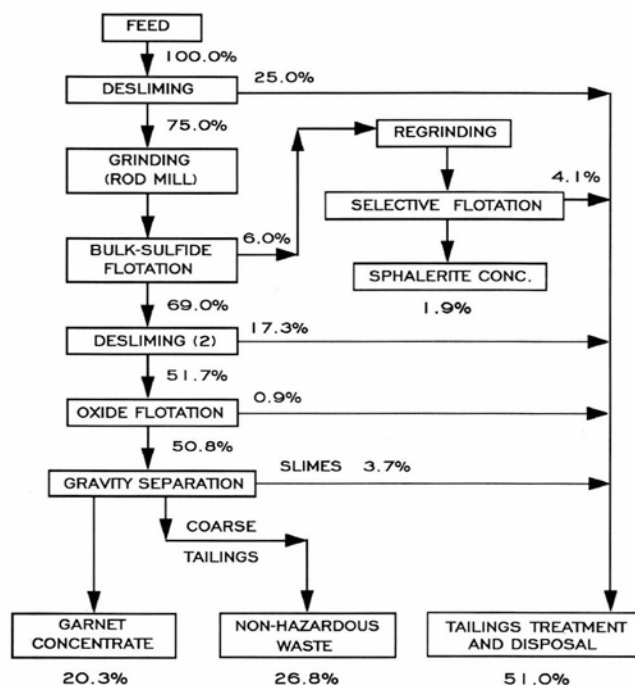 FEED
100.0%
DESLIMING
25.0%
75.0%
REGRINDING
GRINDING
(ROD MILL)
4.1%
SELECTIVE FLOTATION
6.0%
BULK-SULFIDE
FLOTATION
SPHALERITE CONC.
1.9%
69.0%
DESLIMING (2)
17.3%
51.7%
OXIDE FLOTATION
0.9%
50.8%
GRAVITY SEPARATION
SLIMES 3.7%
COARSE
TAILINGS
GARNET
CONCENTRATE
20.3%
NON-HAZARDOUS
WASTE
26.8%
TAILINGS TREATMENT
AND DISPOSAL
51.0%